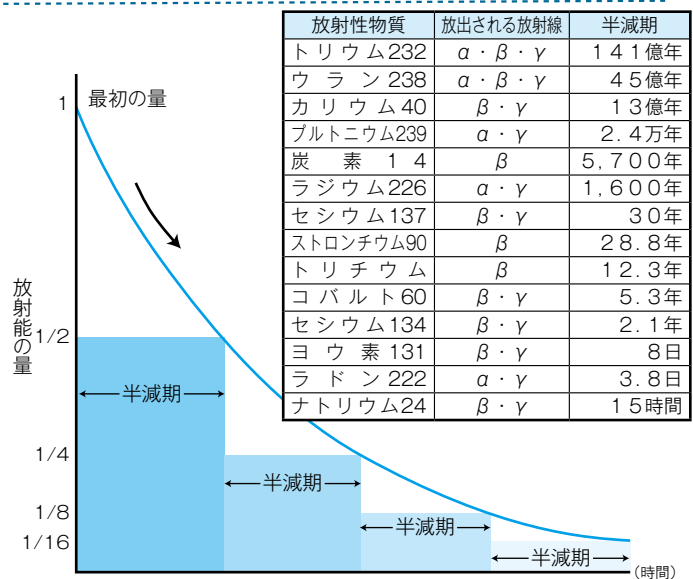 放射性物質 放出される放射線 半減期
トリウム232 α・β・γ 141億年
ウラン238 α・β・γ 45億年
カリウム40 β・γ 13億年
プルトニウム239 α・γ 2.4万年
炭素14 β 5,700年
ラジウム226 α・γ 1,600年
セシウム137 β・γ 30年
ストロンチウム90 β 28.8年
トリチウム β 12.3年
コバルト60 β・γ 5.3年
セシウム134 β・γ 2.1年
ヨウ素131 β・γ 8日
ラドン222 α・γ 3.8日
ナトリウム24 β・γ 15時間
1
最初の量
放射能の量
1/2
半減期
1/4
半減期
1/8
半減期
1/16
半減期
(時間)